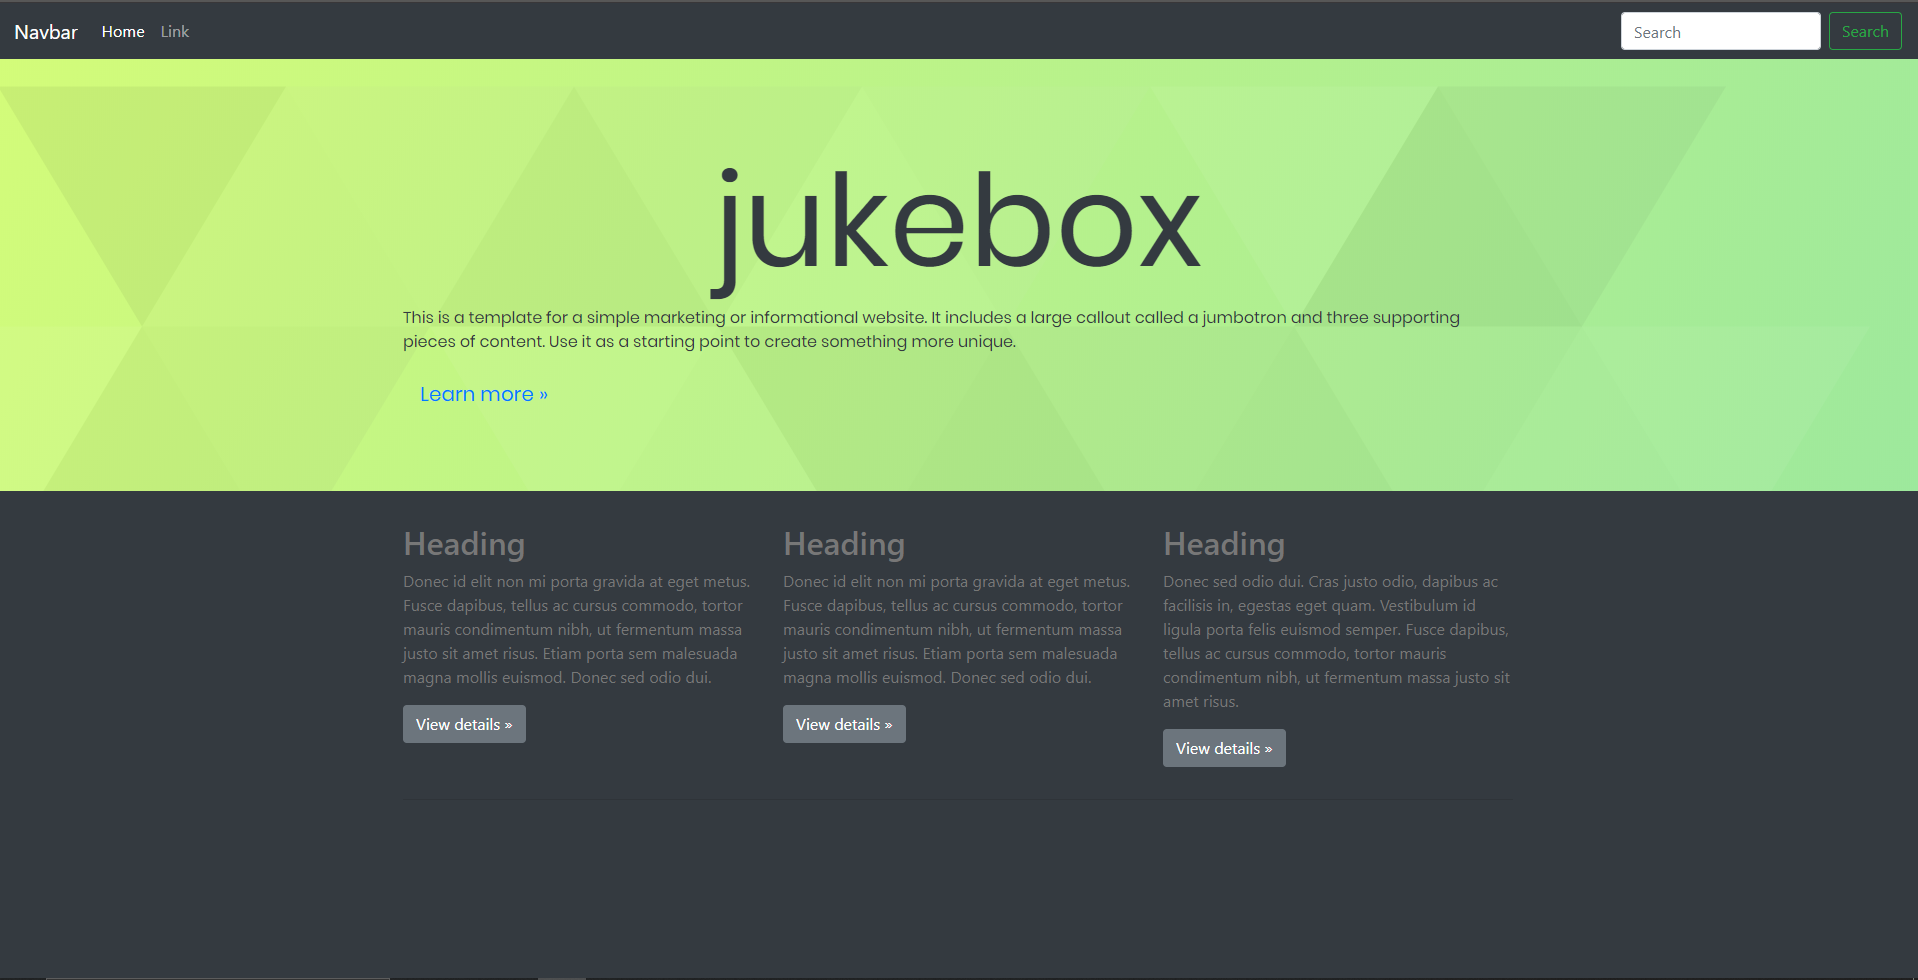 Navbar Home Link Search Search
jukebox
This is a template for a simple marketing or informational website. It includes a large callout called a jumbotron and three supporting
pieces of content. Use it as a starting point to create something more unique.
Learn more »
Heading
Donec id elit non mi porta gravida at eget metus.
Fusce dapibus, tellus ac cursus commodo, tortor
mauris condimentum nibh, ut fermentum massa
justo sit amet risus. Etiam porta sem malesuada
magna mollis euismod. Donec sed odio dui.
View details »
Heading
Donec id elit non mi porta gravida at eget metus.
Fusce dapibus, tellus ac cursus commodo, tortor
mauris condimentum nibh, ut fermentum massa
justo sit amet risus. Etiam porta sem malesuada
magna mollis euismod. Donec sed odio dui.
View details »
Heading
Donec sed odio dui. Cras justo odio, dapibus ac
facilisis in, egestas eget quam. Vestibulum id
ligula porta felis euismod semper. Fusce dapibus,
tellus ac cursus commodo, tortor mauris
condimentum nibh, ut fermentum massa justo sit
amet risus.
View details »